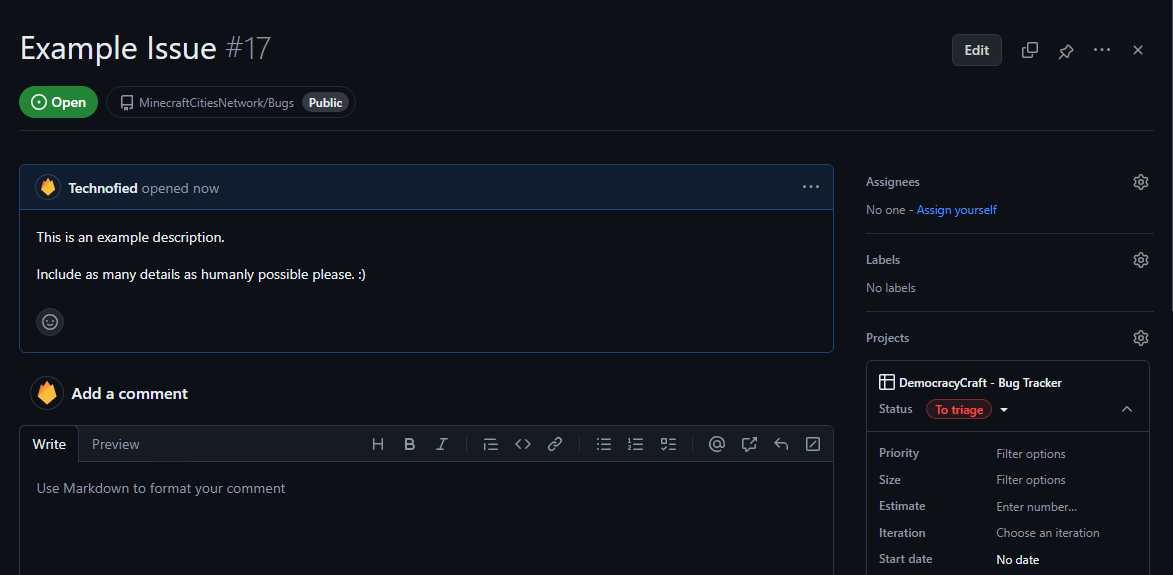 Example Issue #17
Edit
Open
MinecraftCitiesNetwork/Bugs Public
Technofied opened now
This is an example description.
Include as many details as humanly possible please. :)
Add a comment
Write Preview
H B I
Use Markdown to format your comment
Assignees
No one - Assign yourself
Labels
No labels
Projects
DemocracyCraft - Bug Tracker
Status To triage
Priority Filter options
Size Filter options
Estimate Enter number...
Iteration Choose an iteration
Start date No date